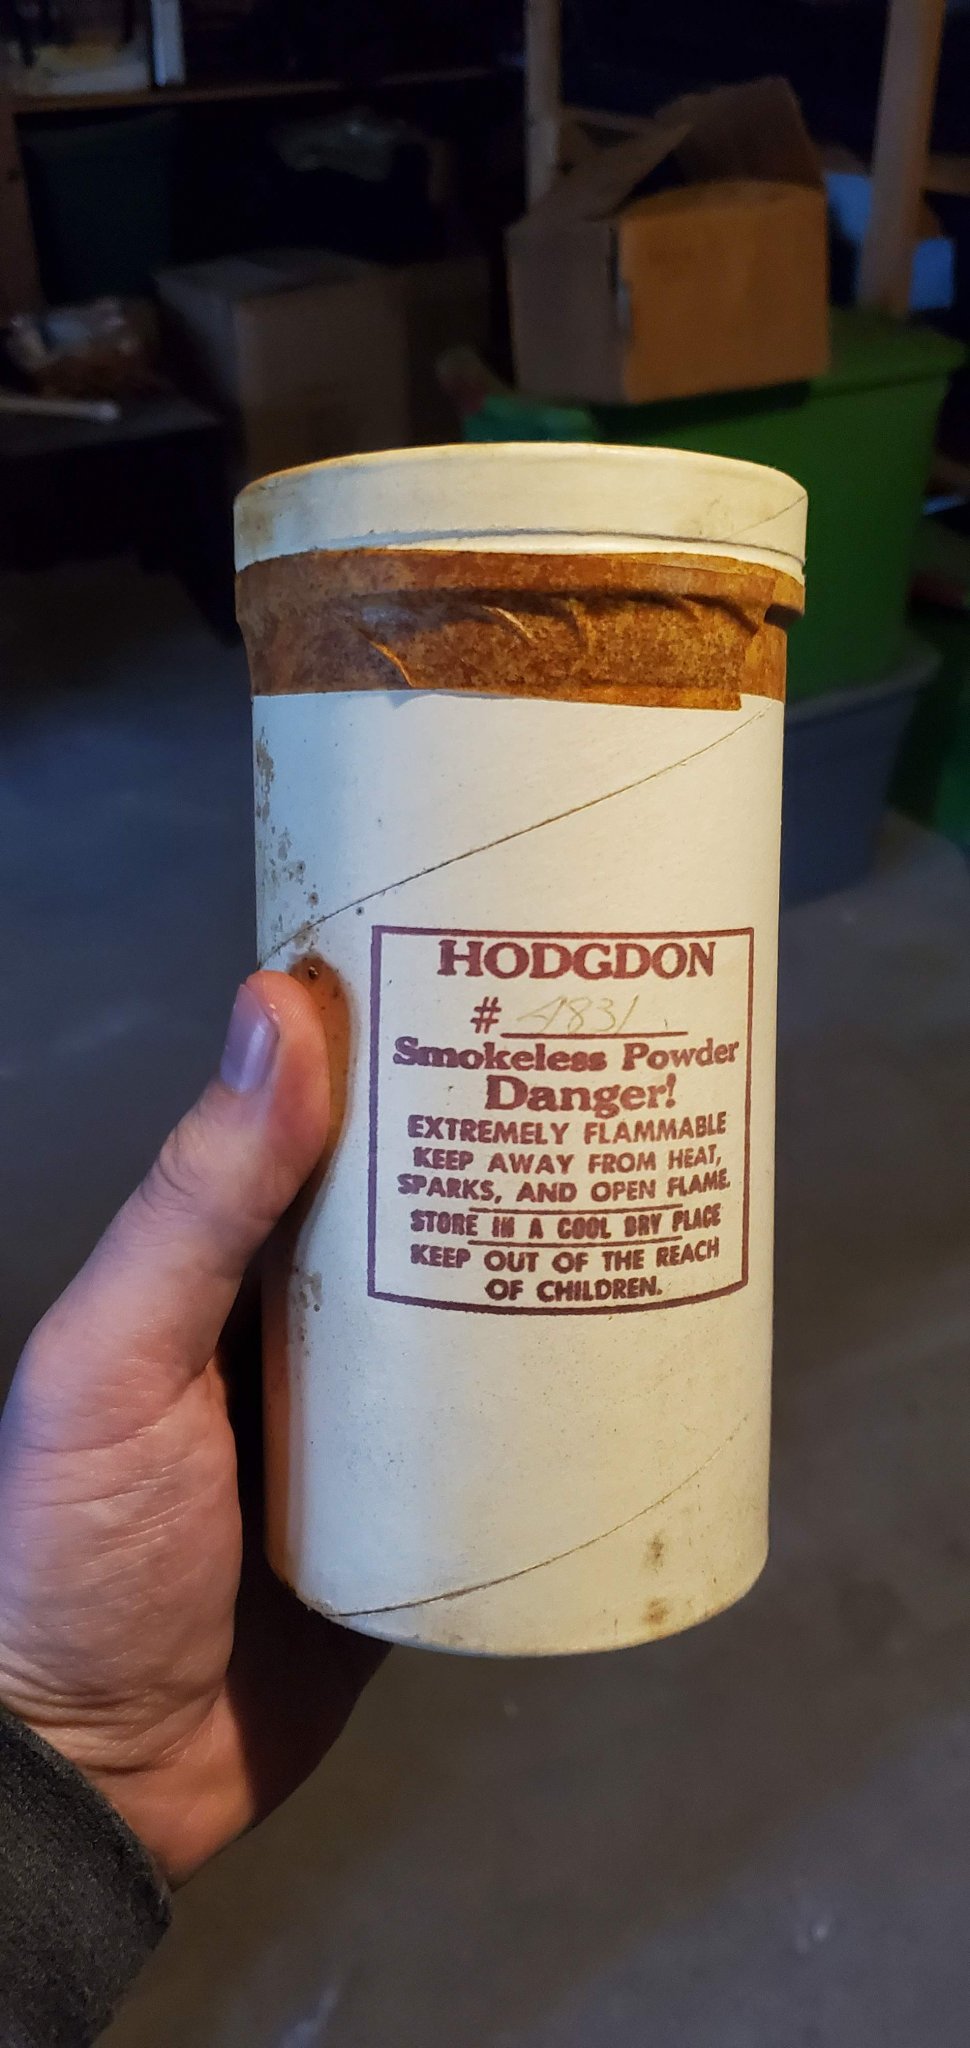 HODGDON
# 4831
Smokeless Powder
Danger!
EXTREMELY FLAMMABLE
KEEP AWAY FROM HEAT,
SPARKS, AND OPEN FLAME.
STORE IN A COOL DRY PLACE
KEEP OUT OF THE REACH
OF CHILDREN.